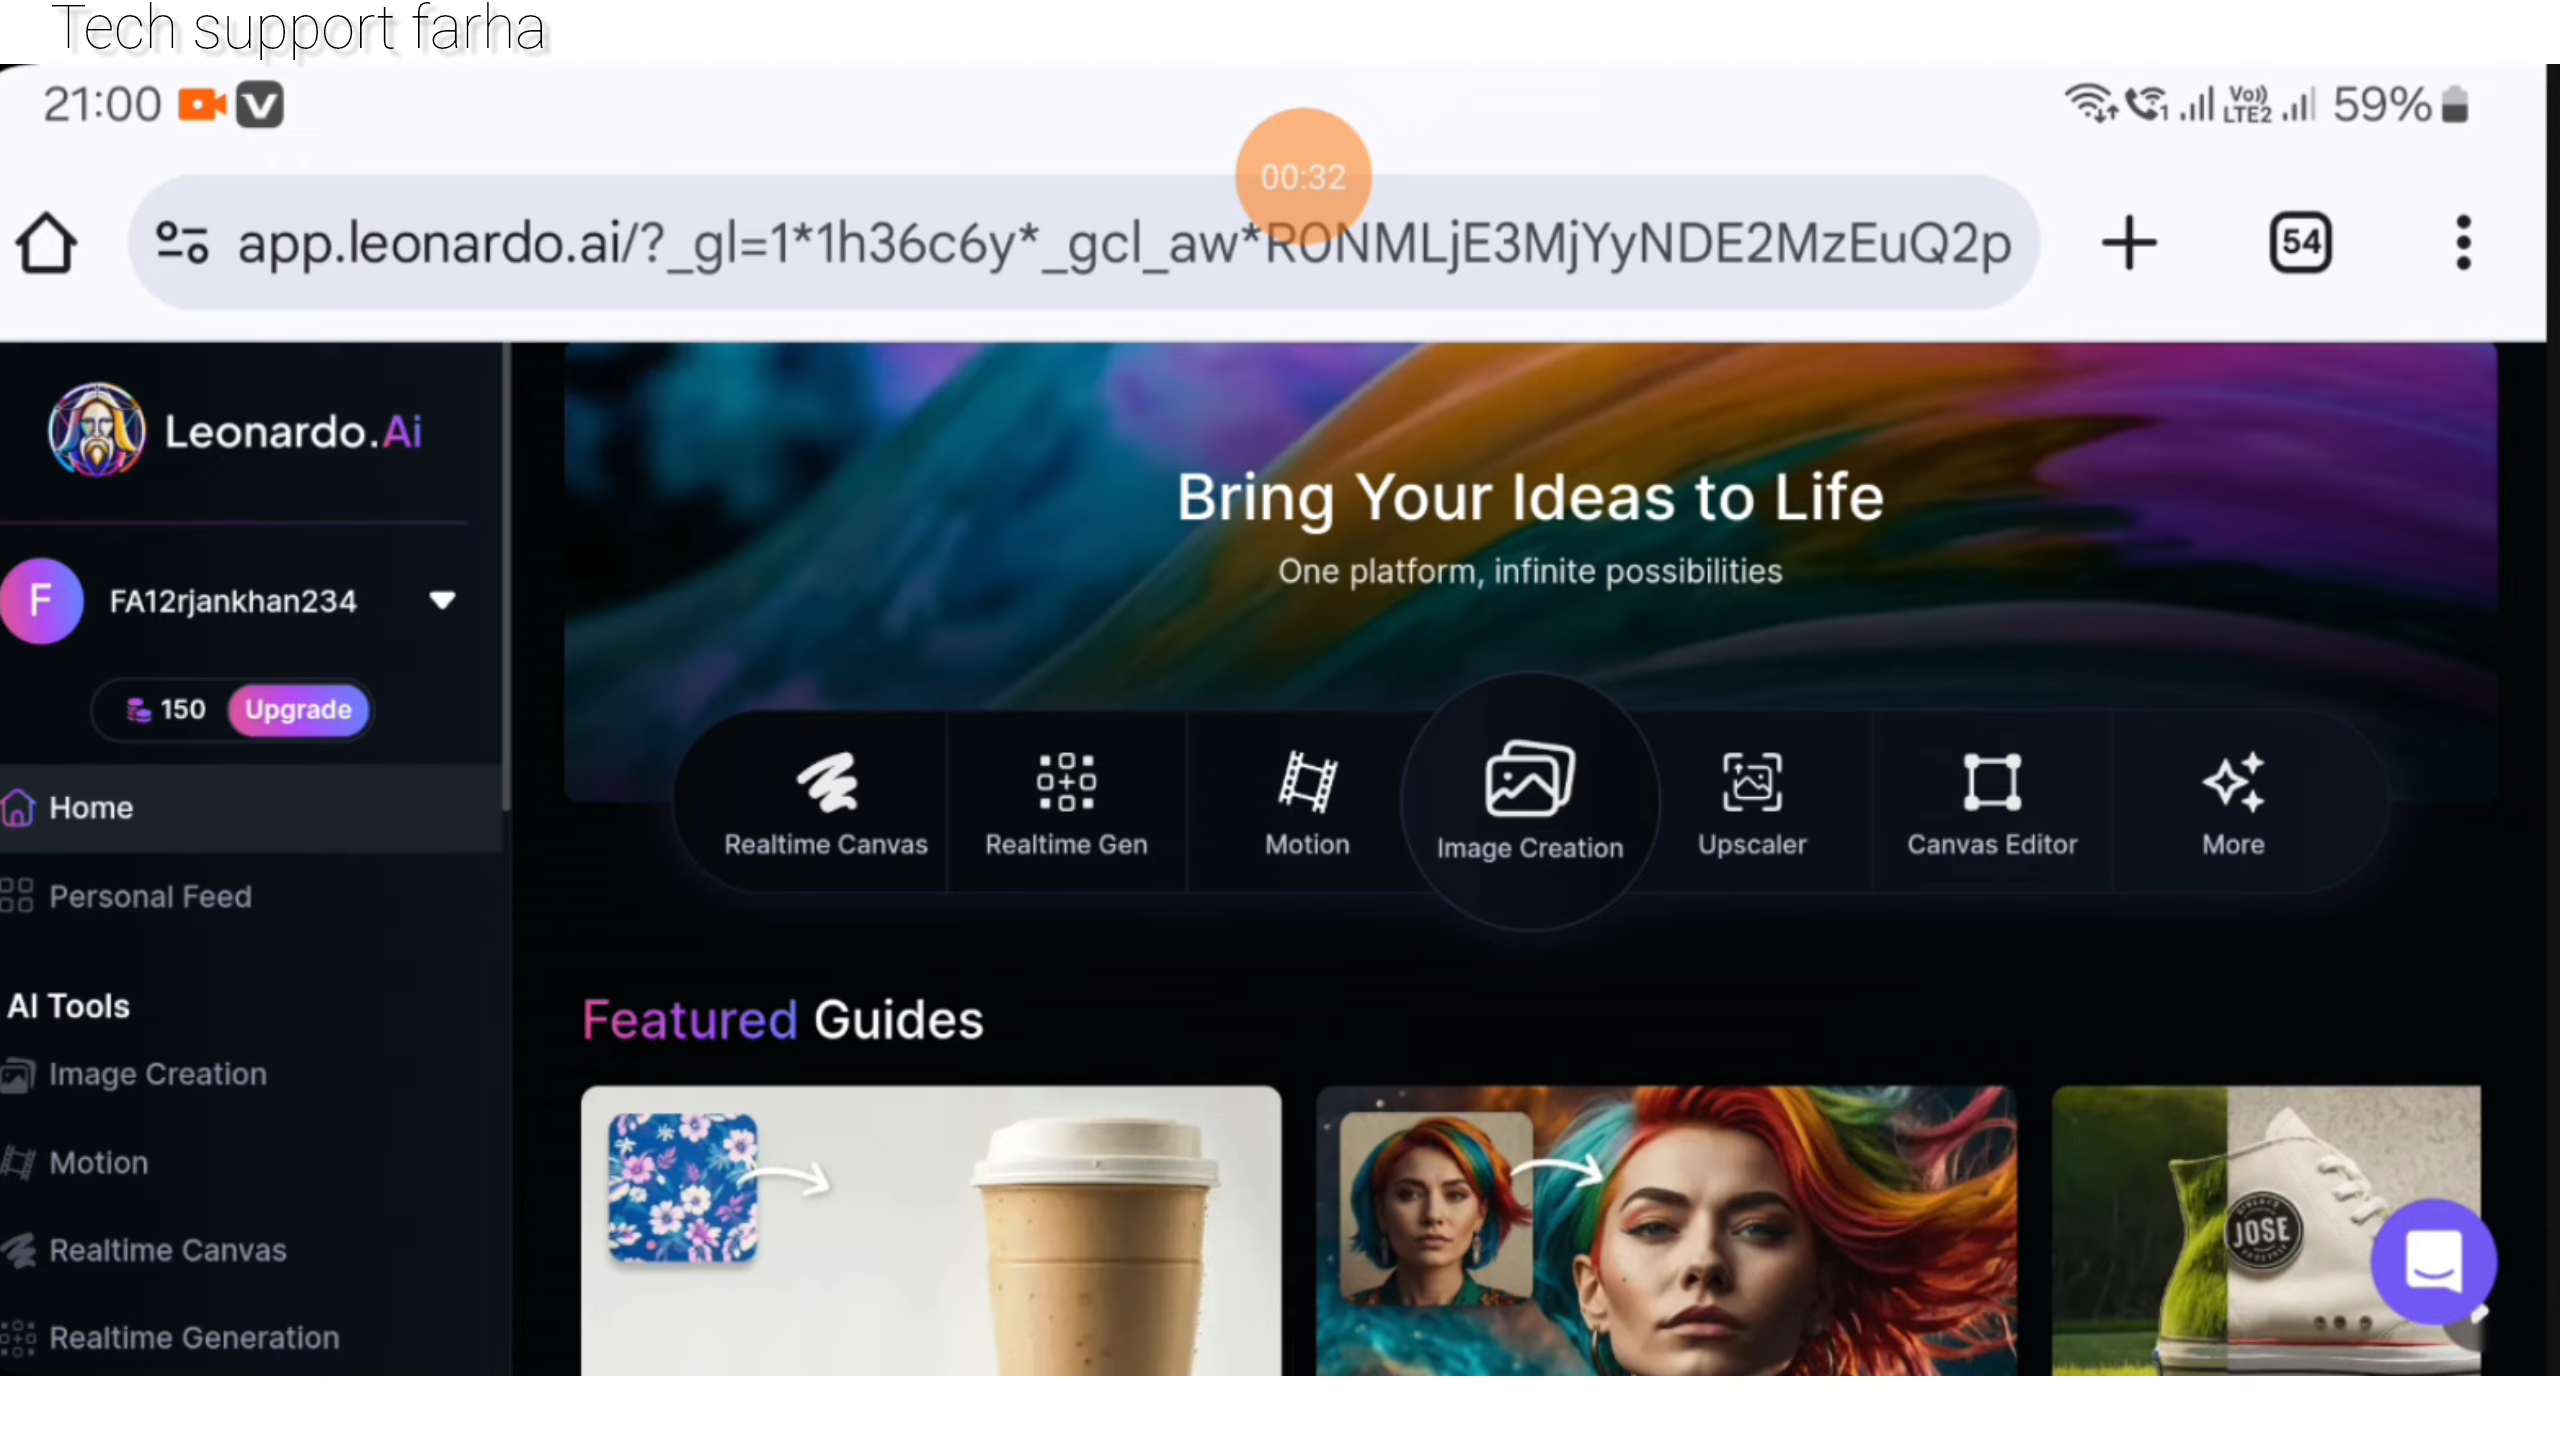 Tech support farha
21:00
Vo)) LTE2
59%
00:32
app.leonardo.ai/?_gl=1*1h36c6y*_gcl_aw*R0NMLjE3MjYyNDE2MzEuQ2p
54
Leonardo.Ai
F FA12rjankhan234
150 Upgrade
Home
Personal Feed
AI Tools
Image Creation
Motion
Realtime Canvas
Realtime Generation
Bring Your Ideas to Life
One platform, infinite possibilities
Realtime Canvas
Realtime Gen
Motion
Image Creation
Upscaler
Canvas Editor
More
Featured Guides
JOSE